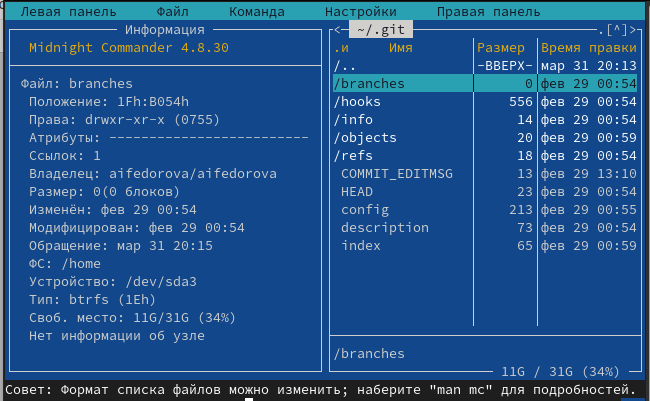 Левая панель Файл Команда Настройки Правая панель
Информация
Midnight Commander 4.8.30
Файл: branches
Положение: 1Fh:B054h
Права: drwxr-xr-x (0755)
Атрибуты: -------------------------
Ссылок: 1
Владелец: aifedorova/aifedorova
Размер: 0(0 блоков)
Изменён: фев 29 00:54
Модифицирован: фев 29 00:54
Обращение: мар 31 20:15
ФС: /home
Устройство: /dev/sda3
Тип: btrfs (1Eh)
Своб. место: 11G/31G (34%)
Нет информации об узле
<- ~/.git .[^]>
.и Имя Размер Время правки
/.. -ВВЕРХ- мар 31 20:13
/branches 0 фев 29 00:54
/hooks 556 фев 29 00:54
/info 14 фев 29 00:54
/objects 20 фев 29 00:59
/refs 18 фев 29 00:54
COMMIT_EDITMSG 13 фев 29 13:10
HEAD 23 фев 29 00:54
config 213 фев 29 00:55
description 73 фев 29 00:54
index 65 фев 29 00:59
/branches
11G / 31G (34%)
Совет: Формат списка файлов можно изменить; наберите "man mc" для подробностей.